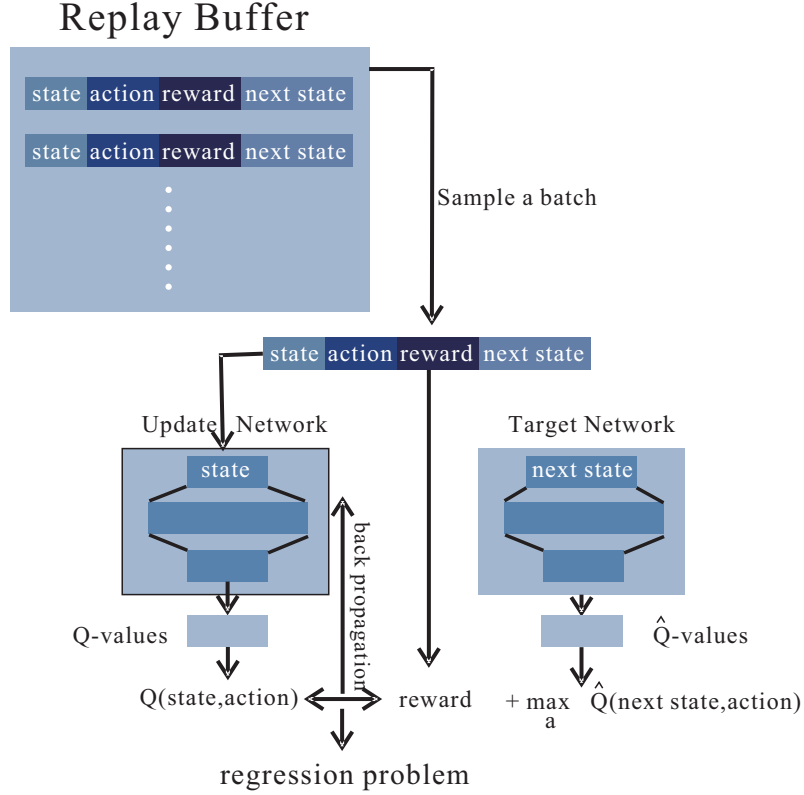 Replay Buffer
state action reward next state
state action reward next state
Sample a batch
state action reward next state
Update Network
Target Network
state
next state
back propagation
Q-values
Q̂-values
Q(state,action)
reward
+ max Q̂(next state,action)
a
regression problem